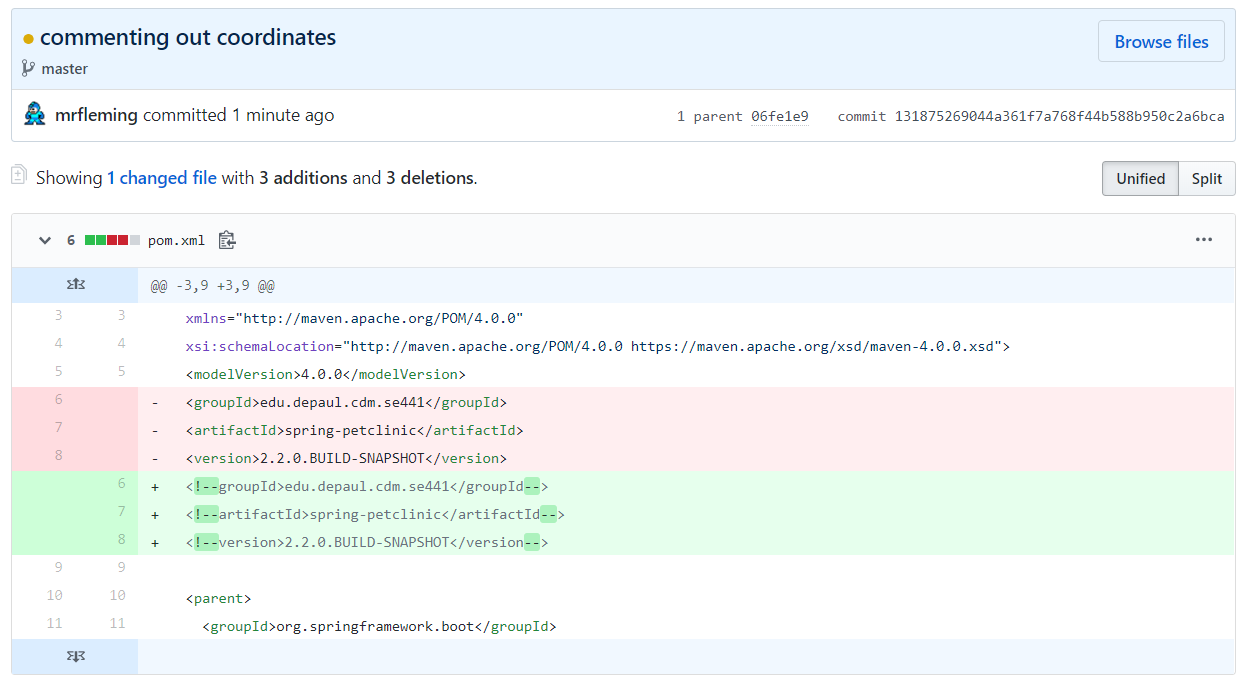 commenting out coordinates
Browse files
master
mrfleming committed 1 minute ago
1 parent 06fe1e9 commit 131875269044a361f7a768f44b588b950c2a6bca
Showing 1 changed file with 3 additions and 3 deletions.
Unified Split
6 pom.xml
@@ -3,9 +3,9 @@
3 3 xmlns="http://maven.apache.org/POM/4.0.0"
4 4 xsi:schemaLocation="http://maven.apache.org/POM/4.0.0 https://maven.apache.org/xsd/maven-4.0.0.xsd">
5 5 <modelVersion>4.0.0</modelVersion>
6 - <groupId>edu.depaul.cdm.se441</groupId>
7 - <artifactId>spring-petclinic</artifactId>
8 - <version>2.2.0.BUILD-SNAPSHOT</version>
6 + <!--groupId>edu.depaul.cdm.se441</groupId-->
7 + <!--artifactId>spring-petclinic</artifactId-->
8 + <!--version>2.2.0.BUILD-SNAPSHOT</version-->
9 9
10 10 <parent>
11 11 <groupId>org.springframework.boot</groupId>